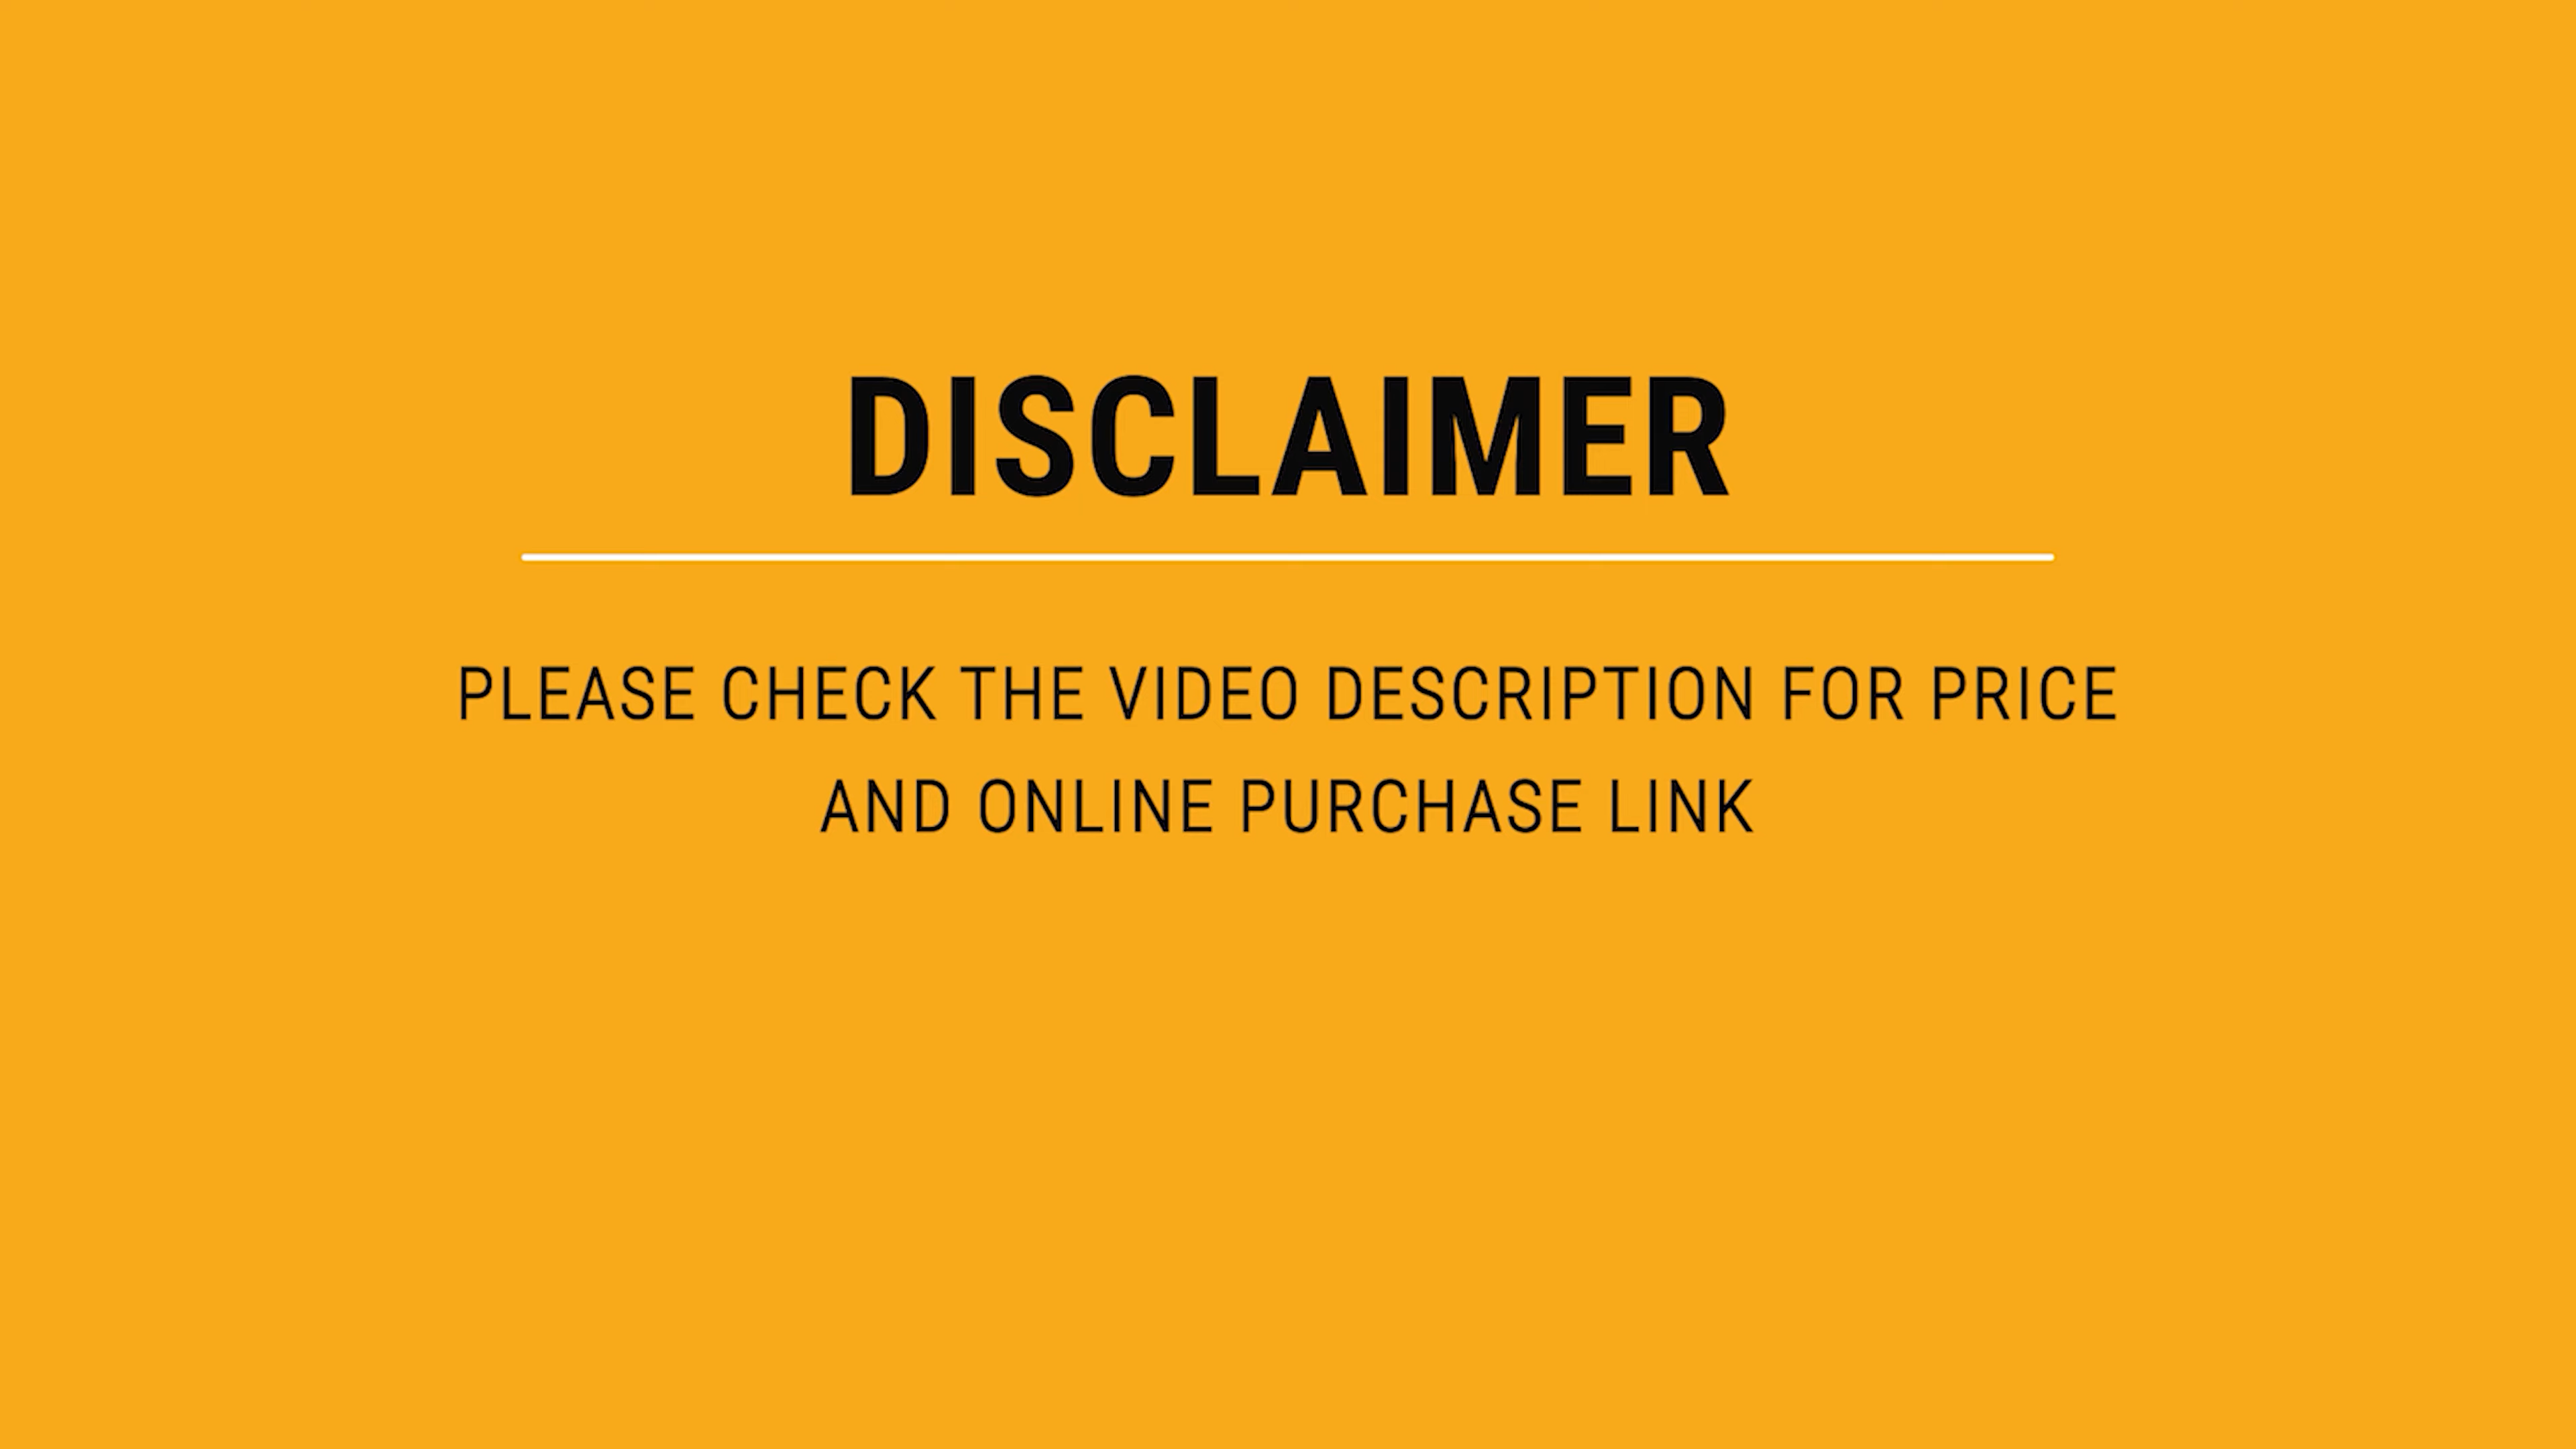 DISCLAIMER
PLEASE CHECK THE VIDEO DESCRIPTION FOR PRICE
AND ONLINE PURCHASE LINK